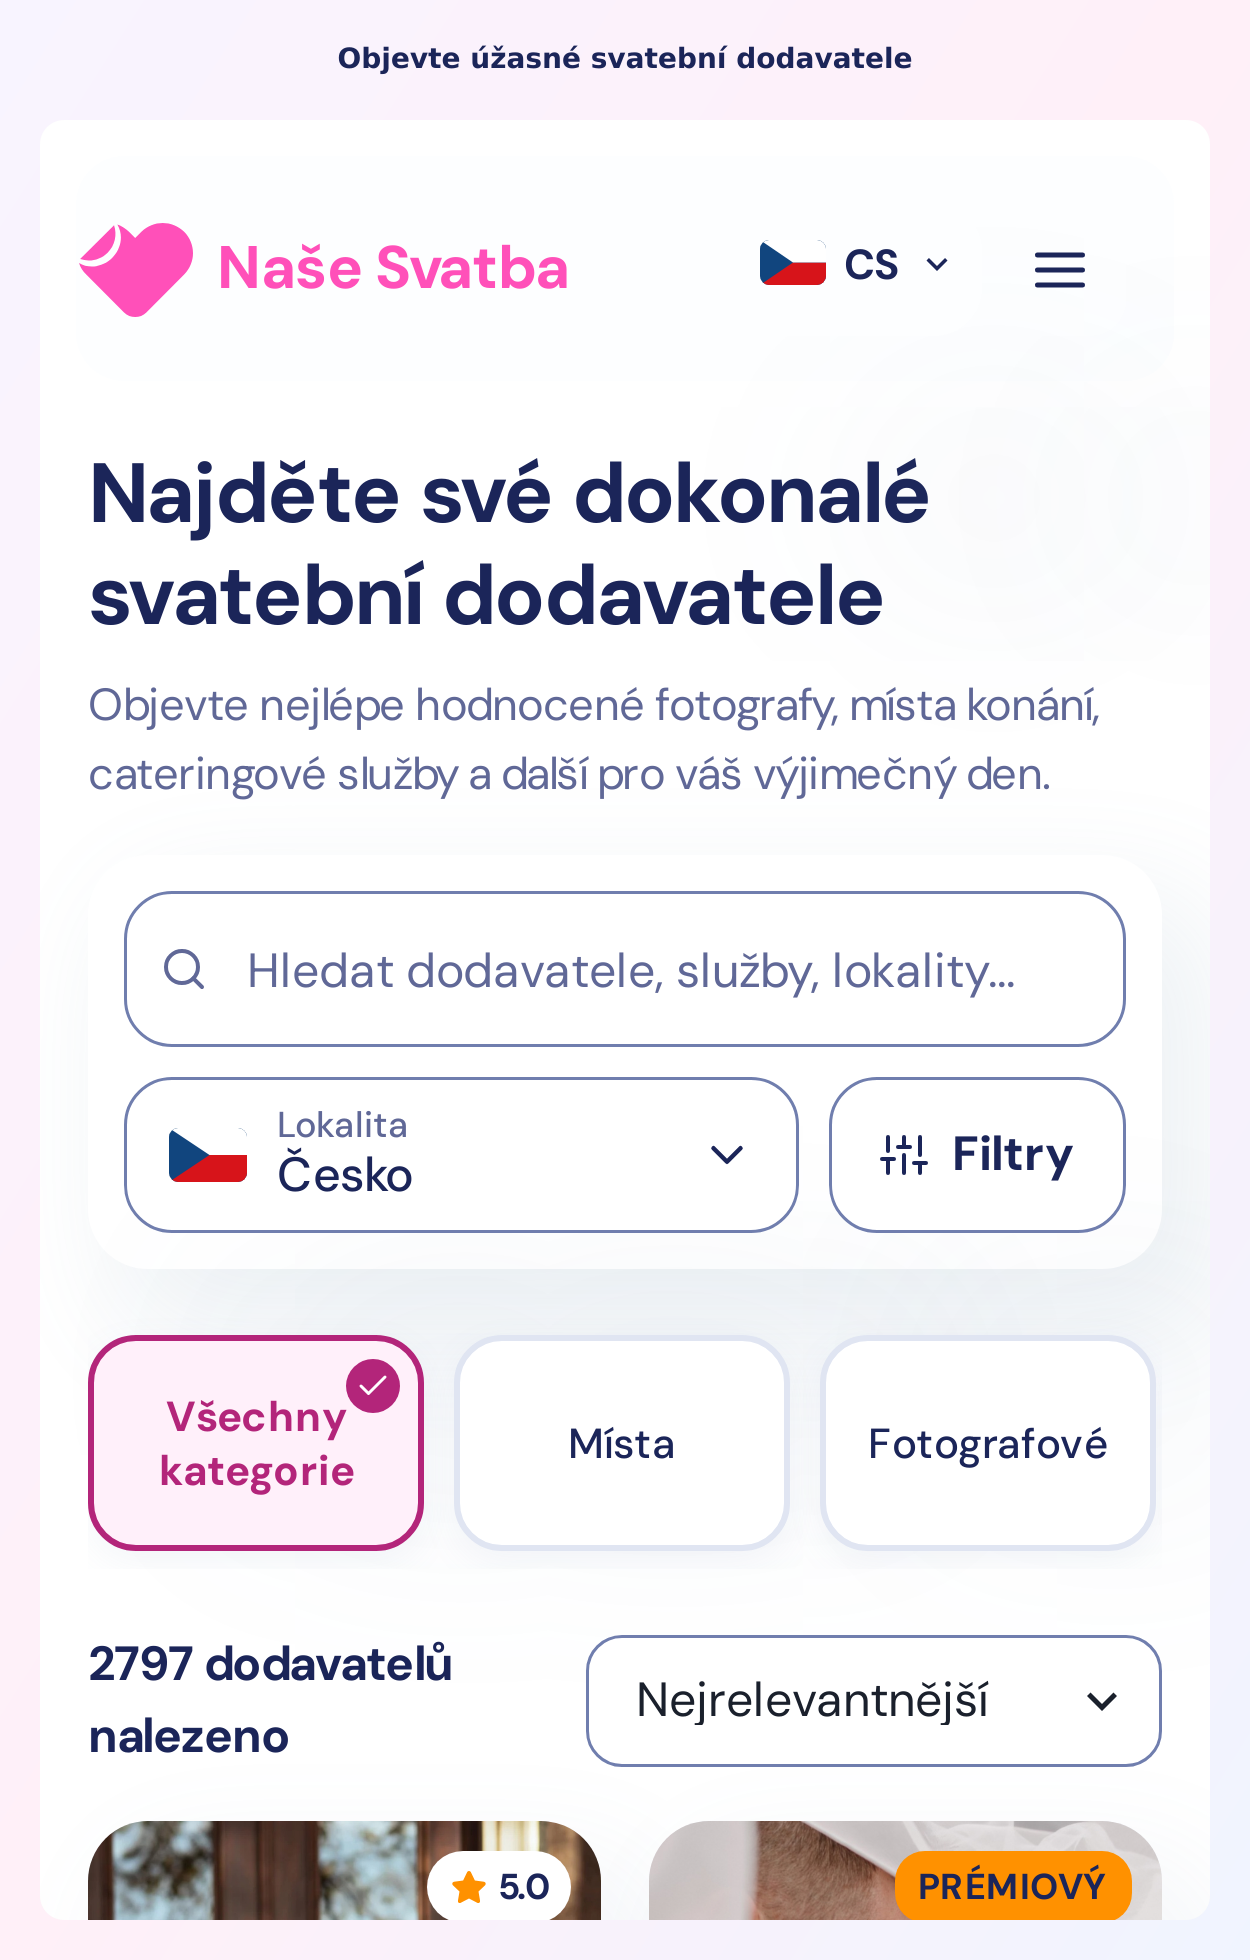 Objevte úžasné svatební dodavatele
Naše Svatba
CS
Najděte své dokonalé
svatební dodavatele
Objevte nejlépe hodnocené fotografy, místa konání,
cateringové služby a další pro váš výjimečný den.
Hledat dodavatele, služby, lokality...
Lokalita
Česko
Filtry
Všechny
kategorie
Místa
Fotografové
2797 dodavatelů
nalezeno
Nejrelevantnější
5.0
PRÉMIOVÝ